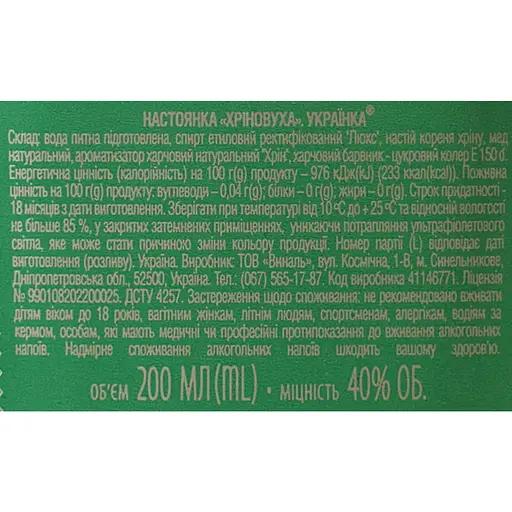 НАСТОЯНКА «ХРІНОВУХА». УКРАЇНКА®
Склад: вода питна підготовлена, спирт етиловий ректифікований "Люкс", настій кореня хріну, мед
натуральний, ароматизатор харчовий натуральний "Хрін", харчовий барвник - цукровий колер Е 150 d.
Енергетична цінність (калорійність) на 100 г(g) продукту – 976 кДж(kJ) (233 ккал(kcal)). Поживна
цінність на 100 г(g) продукту: вуглеводи – 0,04 г(g); білки – 0 г(g); жири – 0 г(g). Строк придатності -
18 місяців з дати виготовлення. Зберігати при температурі від 10 °С до +25 °С та відносній вологості
не більше 85 %, у закритих затемнених приміщеннях, уникаючи потрапляння ультрафіолетового
світла, яке може стати причиною зміни кольору продукції. Номер партії (L) відповідає даті
виготовлення (розливу). Україна. Виробник: ТОВ «Виналь», вул. Космічна, 1-В, м. Синельникове,
Дніпропетровська обл., 52500, Україна. Тел.: (067) 565-17-87. Код виробника 41146771. Ліцензія
№ 990108202200025. ДСТУ 4257. Застереження щодо споживання: не рекомендовано вживати
дітям віком до 18 років, вагітним жінкам, літнім людям, спортсменам, алергікам, водіям за
кермом, особам, які мають медичні чи професійні протипоказання до вживання алкогольних
напоїв. Надмірне споживання алкогольних напоїв шкодить вашому здоров'ю.
ОБ'ЄМ 200 МЛ(ML) · МІЦНІСТЬ 40% ОБ.